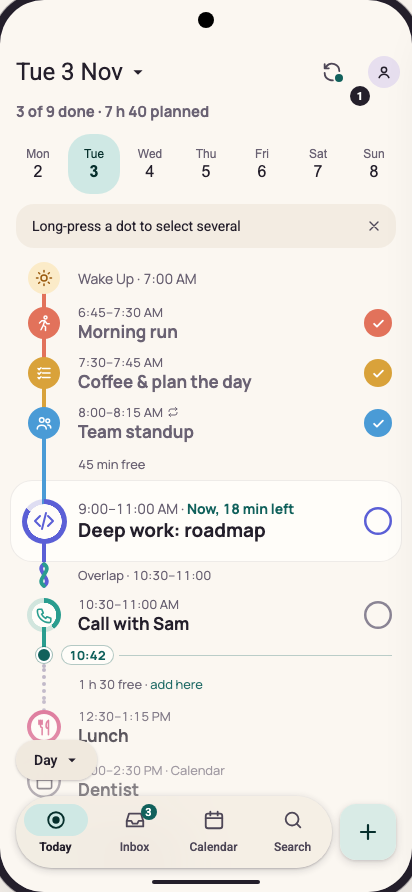 Tue 3 Nov
1
3 of 9 done · 7 h 40 planned
Mon Tue Wed Thu Fri Sat Sun
2 3 4 5 6 7 8
Long-press a dot to select several
Wake Up · 7:00 AM
6:45–7:30 AM
Morning run
7:30–7:45 AM
Coffee & plan the day
8:00–8:15 AM
Team standup
45 min free
9:00–11:00 AM · Now, 18 min left
Deep work: roadmap
Overlap · 10:30–11:00
10:30–11:00 AM
Call with Sam
10:42
1 h 30 free · add here
12:30–1:15 PM
Lunch
Day
:00–2:30 PM · Calendar
Dentist
3
Today Inbox Calendar Search